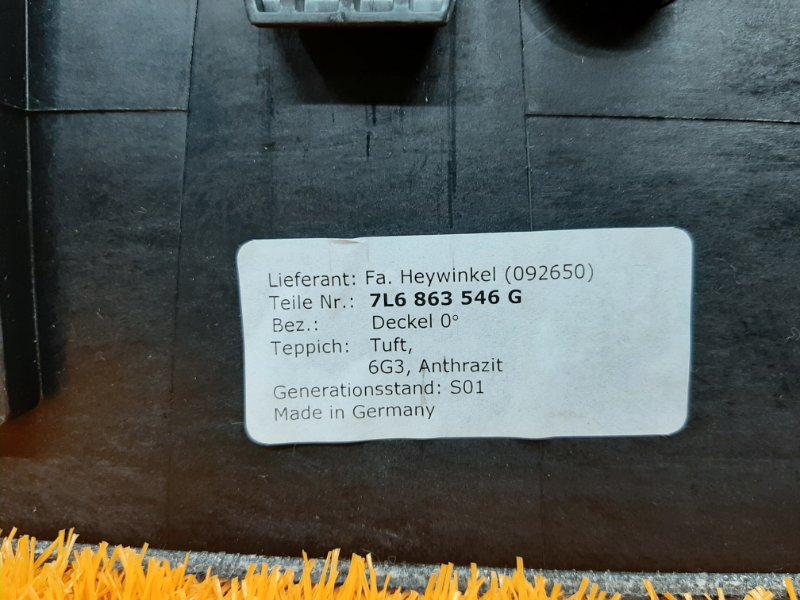 Lieferant: Fa. Heywinkel (092650)
Teile Nr.: 7L6 863 546 G
Bez.: Deckel 0°
Teppich: Tuft,
6G3, Anthrazit
Generationsstand: S01
Made in Germany